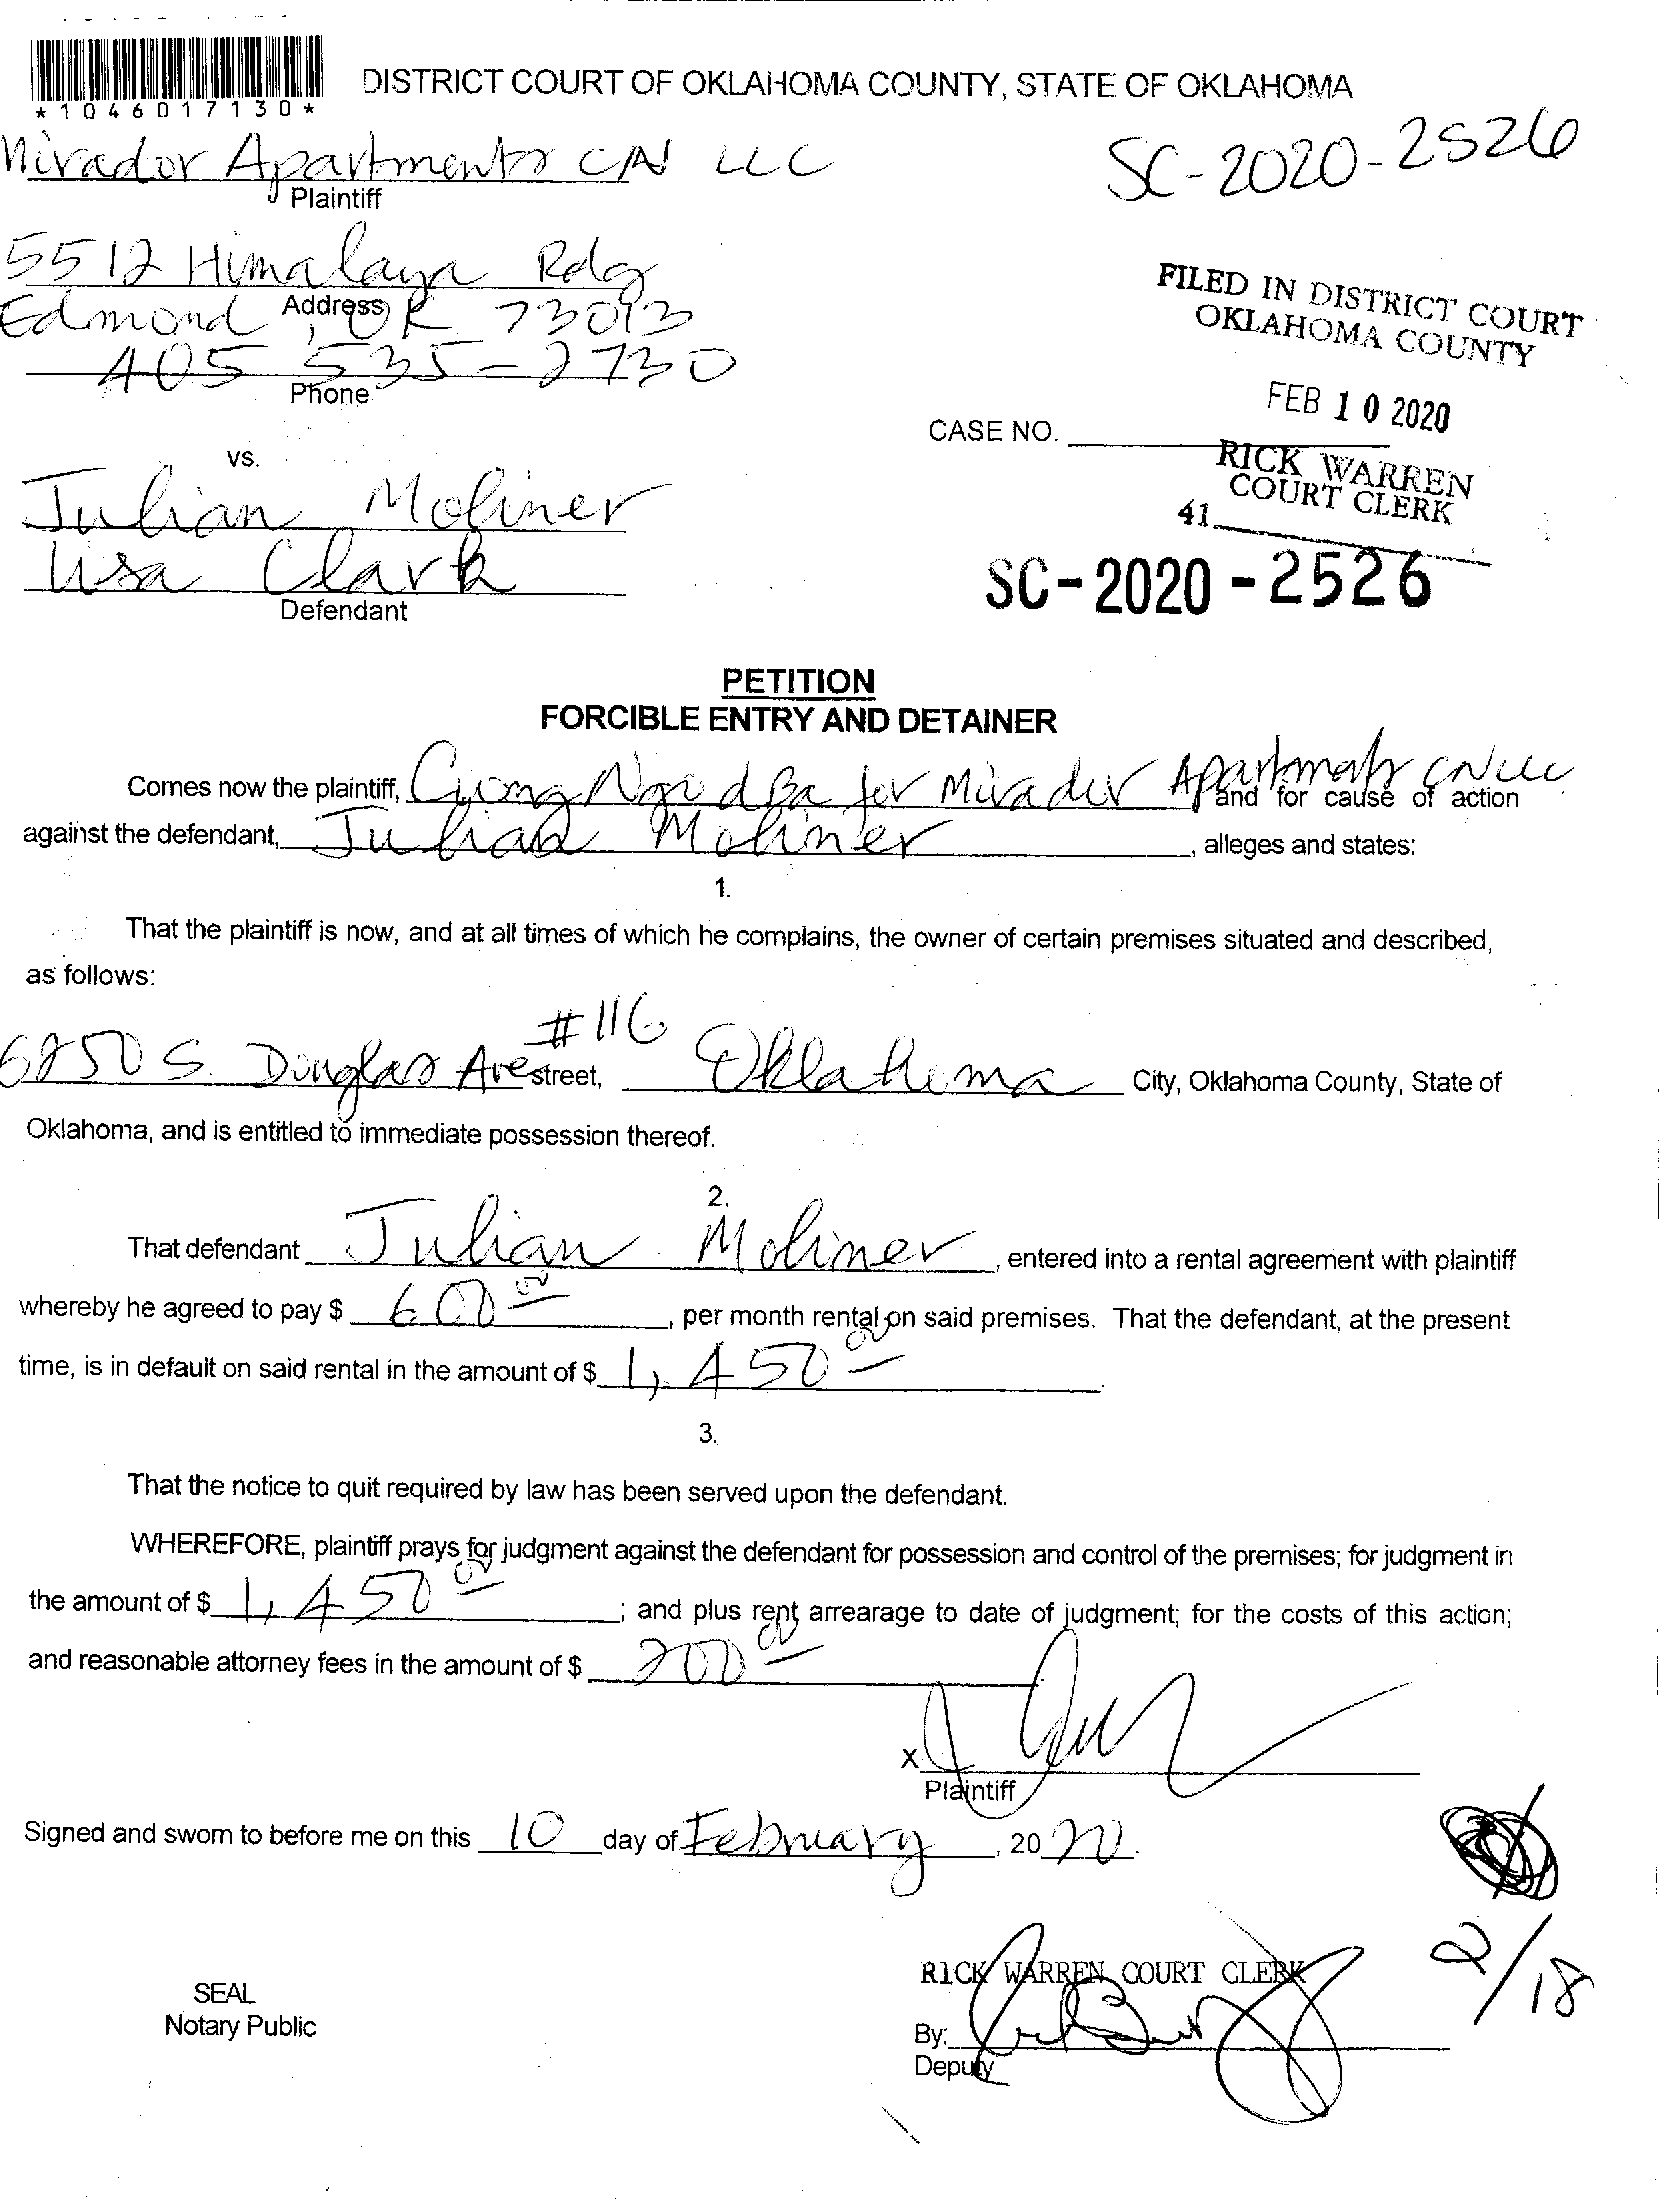 *1046017130*
DISTRICT COURT OF OKLAHOMA COUNTY, STATE OF OKLAHOMA
Mirador Apartments CN LLC
SC-2020-2526
Plaintiff
5512 Himalaya Rdg
Address
Edmond, OK 73013
405 535-2730
Phone
FILED IN DISTRICT COURT
OKLAHOMA COUNTY
FEB 10 2020
CASE NO.
RICK WARREN
COURT CLERK
41
vs.
Julian Moliner
Lisa Clark
Defendant
SC-2020-2526
PETITION
FORCIBLE ENTRY AND DETAINER
Comes now the plaintiff, Ngo dba for Mirador Apartments CN LLC and for cause of action
against the defendant, Julian Moliner, alleges and states:
1.
That the plaintiff is now, and at all times of which he complains, the owner of certain premises situated and described,
as follows:
#116
6850 S. Douglas Ave street, Oklahoma City, Oklahoma County, State of
Oklahoma, and is entitled to immediate possession thereof.
2.
That defendant Julian Moliner, entered into a rental agreement with plaintiff
whereby he agreed to pay $ 600 00, per month rental on said premises. That the defendant, at the present
time, is in default on said rental in the amount of $ 1,450 00.
3.
That the notice to quit required by law has been served upon the defendant.
WHEREFORE, plaintiff prays for judgment against the defendant for possession and control of the premises; for judgment in
the amount of $ 1,450 00; and plus rent arrearage to date of judgment; for the costs of this action;
and reasonable attorney fees in the amount of $ 200 00
X
Plaintiff
Signed and sworn to before me on this 10 day of February, 2020.
2/18
RICK WARREN COURT CLERK
SEAL
Notary Public
By:
Deputy